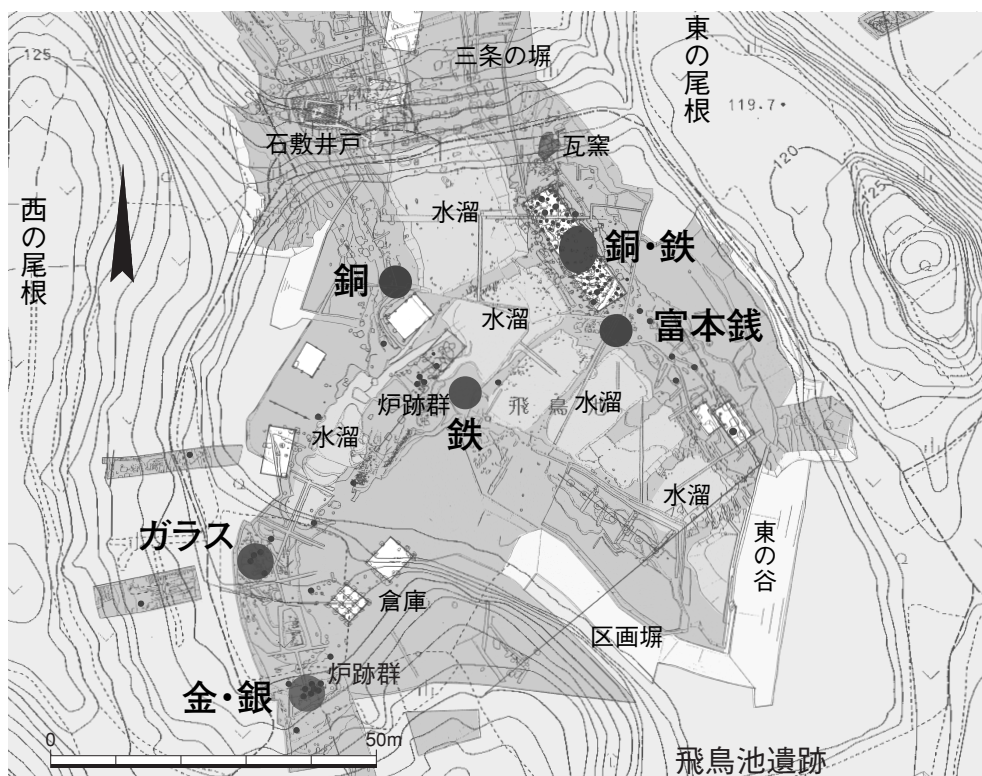 125
三条の塀
東の尾根
119.7
石敷井戸
瓦窯
120
125
西の尾根
水溜
銅・鉄
銅
水溜
富本銭
炉跡群
飛鳥
水溜
鉄
水溜
水溜
ガラス
東の谷
倉庫
区画塀
炉跡群
金・銀
0
50m
飛鳥池遺跡